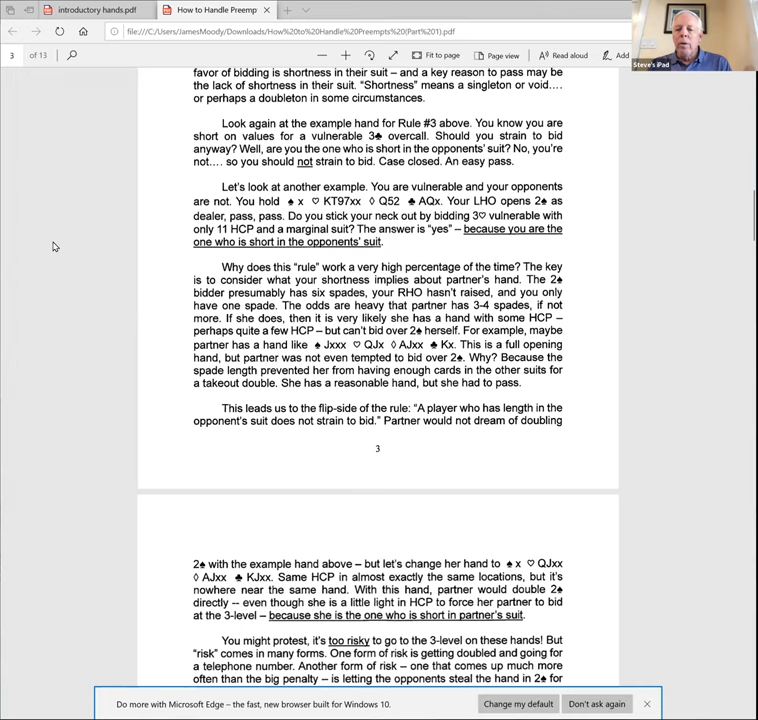 introductory hands.pdf
How to Handle Preempt
file:///C:/Users/JamesMoody/Downloads/How%20to%20Handle%20Preempts%20(Part%201).pdf
3 of 13
Fit to page
Page view
Read aloud
Add
Steve's iPad
favor of bidding is shortness in their suit – and a key reason to pass may be
the lack of shortness in their suit. “Shortness” means a singleton or void….
or perhaps a doubleton in some circumstances.
Look again at the example hand for Rule #3 above. You know you are
short on values for a vulnerable 3♣ overcall. Should you strain to bid
anyway? Well, are you the one who is short in the opponents’ suit? No, you’re
not…. so you should not strain to bid. Case closed. An easy pass.
Let’s look at another example. You are vulnerable and your opponents
are not. You hold ♠ x ♡ KT97xx ◊ Q52 ♣ AQx. Your LHO opens 2♠ as
dealer, pass, pass. Do you stick your neck out by bidding 3♡ vulnerable with
only 11 HCP and a marginal suit? The answer is “yes” – because you are the
one who is short in the opponents’ suit.
Why does this “rule” work a very high percentage of the time? The key
is to consider what your shortness implies about partner’s hand. The 2♠
bidder presumably has six spades, your RHO hasn’t raised, and you only
have one spade. The odds are heavy that partner has 3-4 spades, if not
more. If she does, then it is very likely she has a hand with some HCP –
perhaps quite a few HCP – but can’t bid over 2♠ herself. For example, maybe
partner has a hand like ♠ Jxxx ♡ QJx ◊ AJxx ♣ Kx. This is a full opening
hand, but partner was not even tempted to bid over 2♠. Why? Because the
spade length prevented her from having enough cards in the other suits for
a takeout double. She has a reasonable hand, but she had to pass.
This leads us to the flip-side of the rule: “A player who has length in the
opponent’s suit does not strain to bid.” Partner would not dream of doubling
3
2♠ with the example hand above – but let’s change her hand to ♠ x ♡ QJxx
◊ AJxx ♣ KJxx. Same HCP in almost exactly the same locations, but it’s
nowhere near the same hand. With this hand, partner would double 2♠
directly -- even though she is a little light in HCP to force her partner to bid
at the 3-level – because she is the one who is short in partner’s suit.
You might protest, it’s too risky to go to the 3-level on these hands! But
“risk” comes in many forms. One form of risk is getting doubled and going for
a telephone number. Another form of risk – one that comes up much more
often than the big penalty – is letting the opponents steal the hand in 2♠ for
Do more with Microsoft Edge – the fast, new browser built for Windows 10.
Change my default
Don't ask again